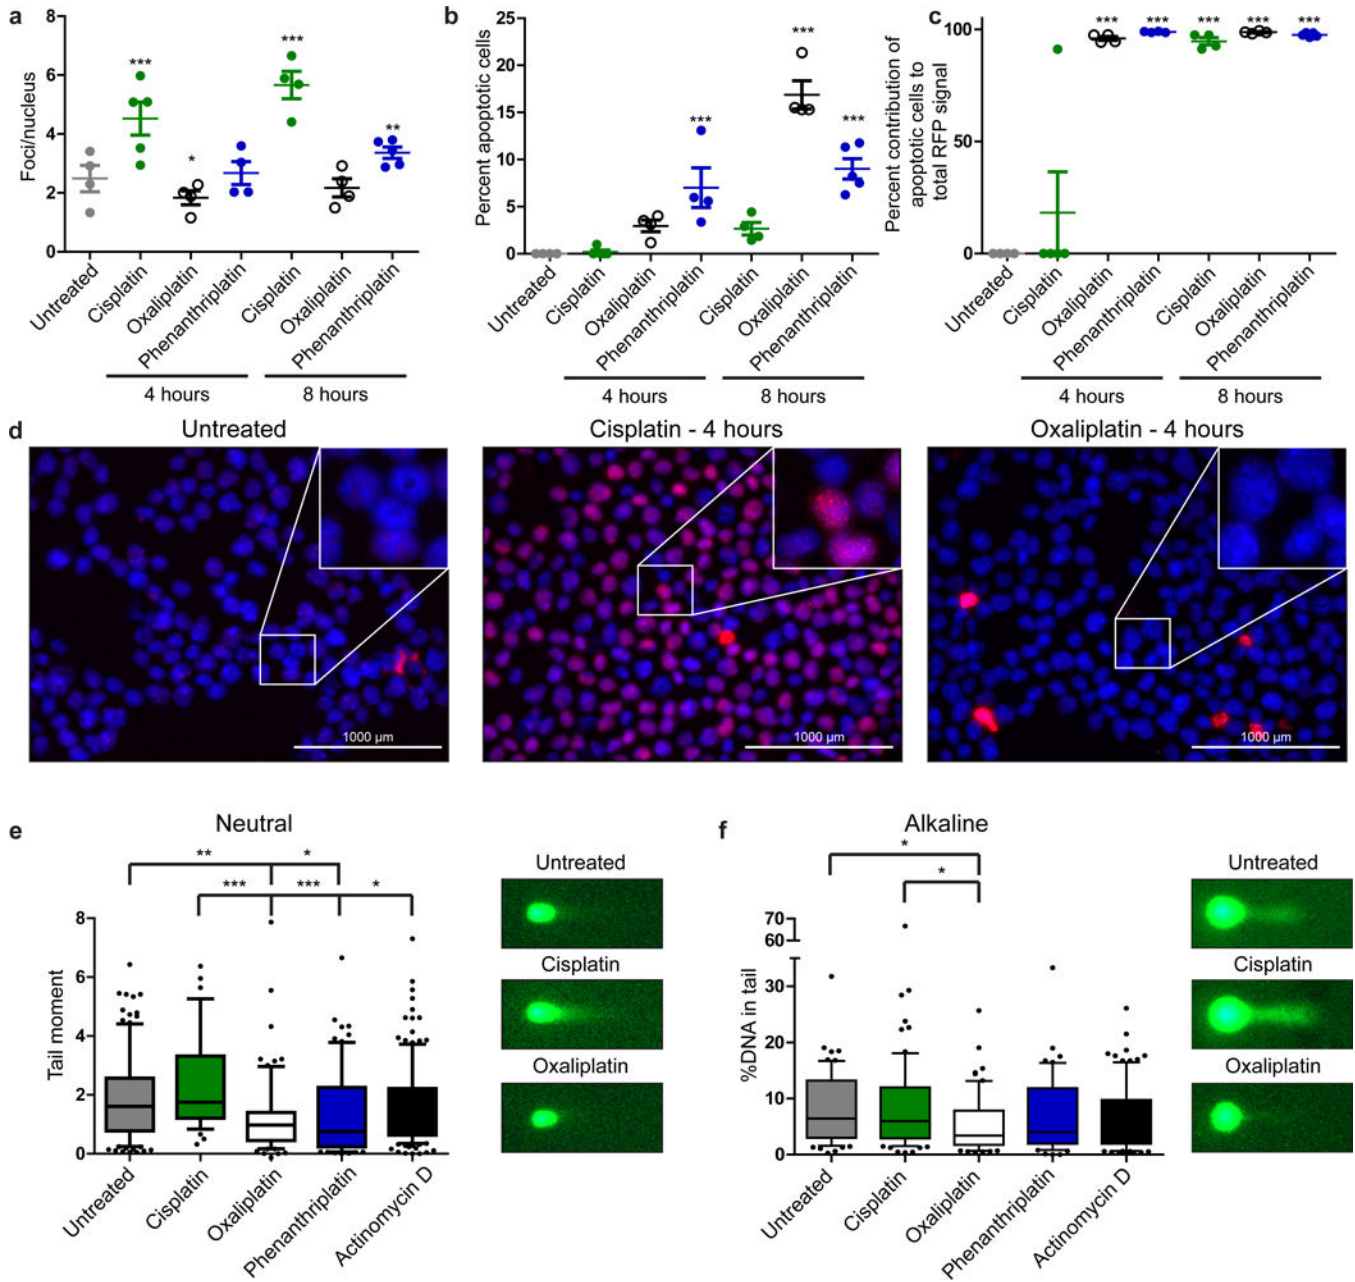 a
Foci/nucleus
8
6
4
2
0
***
*
***
**
Untreated
Cisplatin
Oxaliplatin
Phenanthriplatin
Cisplatin
Oxaliplatin
Phenanthriplatin
4 hours
8 hours
b
Percent apoptotic cells
25
20
15
10
5
0
***
***
***
Untreated
Cisplatin
Oxaliplatin
Phenanthriplatin
Cisplatin
Oxaliplatin
Phenanthriplatin
4 hours
8 hours
c
Percent contribution of
apoptotic cells to
total RFP signal
100
50
0
***
***
***
***
***
Untreated
Cisplatin
Oxaliplatin
Phenanthriplatin
Cisplatin
Oxaliplatin
Phenanthriplatin
4 hours
8 hours
d
Untreated
1000 µm
Cisplatin - 4 hours
1000 µm
Oxaliplatin - 4 hours
1000 µm
e
Neutral
** *
*** *** *
Tail moment
8
6
4
2
0
Untreated
Cisplatin
Oxaliplatin
Phenanthriplatin
Actinomycin D
Untreated
Cisplatin
Oxaliplatin
f
Alkaline
*
*
%DNA in tail
70
60
30
20
10
0
Untreated
Cisplatin
Oxaliplatin
Phenanthriplatin
Actinomycin D
Untreated
Cisplatin
Oxaliplatin